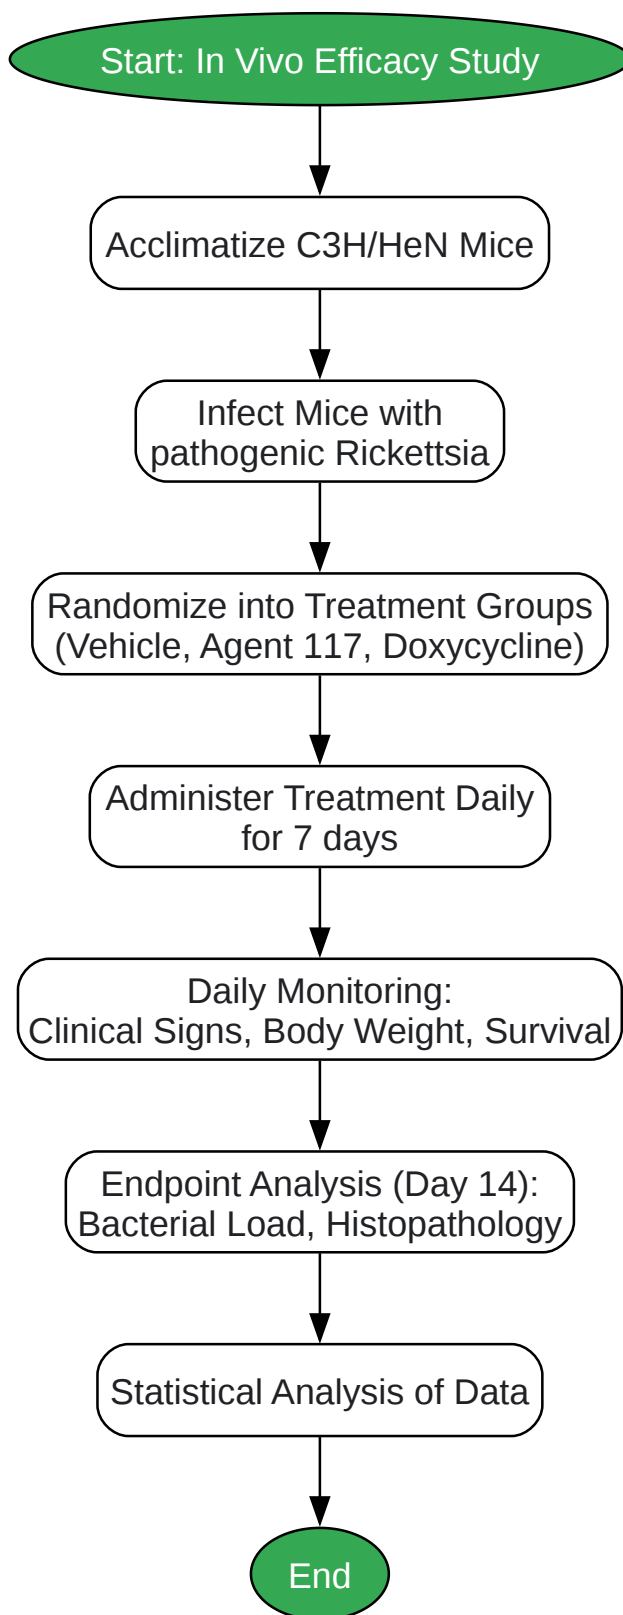 Start: In Vivo Efficacy Study
Acclimatize C3H/HeN Mice
Infect Mice with
pathogenic Rickettsia
Randomize into Treatment Groups
(Vehicle, Agent 117, Doxycycline)
Administer Treatment Daily
for 7 days
Daily Monitoring:
Clinical Signs, Body Weight, Survival
Endpoint Analysis (Day 14):
Bacterial Load, Histopathology
Statistical Analysis of Data
End